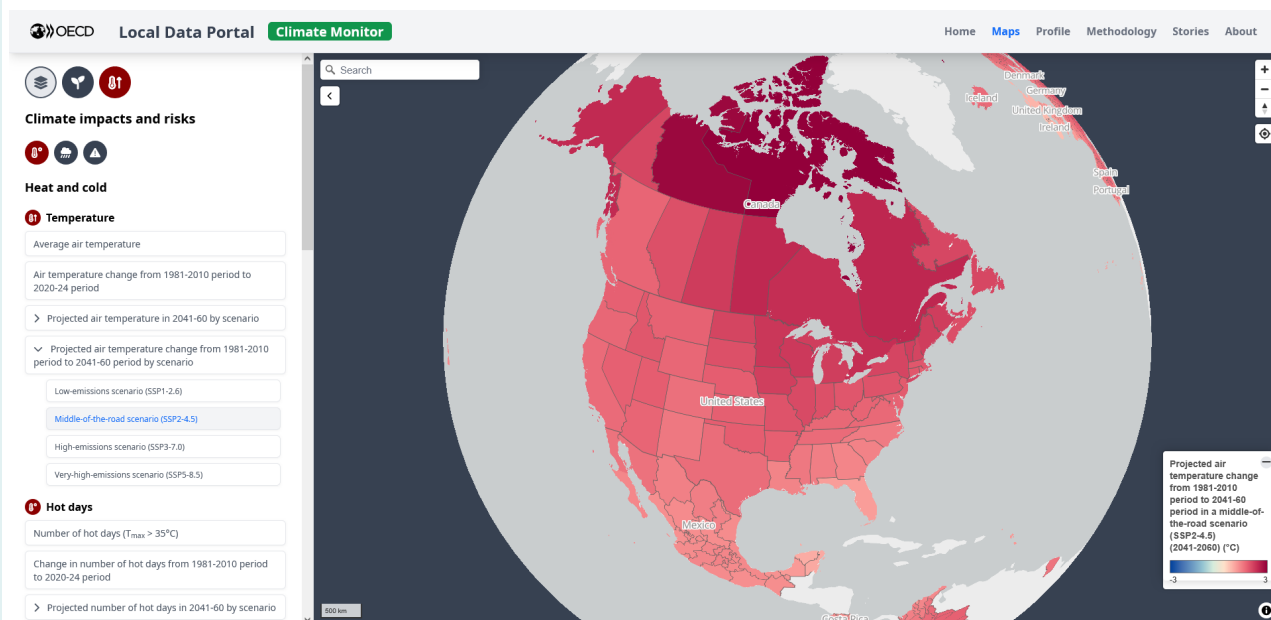 OECD Local Data Portal Climate Monitor Home Maps Profile Methodology Stories About
Search
Climate impacts and risks
Heat and cold
Temperature
Average air temperature
Air temperature change from 1981-2010 period to
2020-24 period
Projected air temperature in 2041-60 by scenario
Projected air temperature change from 1981-2010
period to 2041-60 period by scenario
Low-emissions scenario (SSP1-2.6)
Middle-of-the-road scenario (SSP2-4.5)
High-emissions scenario (SSP3-7.0)
Very-high-emissions scenario (SSP5-8.5)
Hot days
Number of hot days (Tmax > 35°C)
Change in number of hot days from 1981-2010 period
to 2020-24 period
Projected number of hot days in 2041-60 by scenario
Denmark
Germany
Iceland
United Kingdom
Ireland
Spain
Portugal
Canada
United States
Mexico
Costa Rica
500 km
Projected air
temperature change
from 1981-2010
period to 2041-60
period in a middle-of-
the-road scenario
(SSP2-4.5)
(2041-2060) (°C)
-3 3